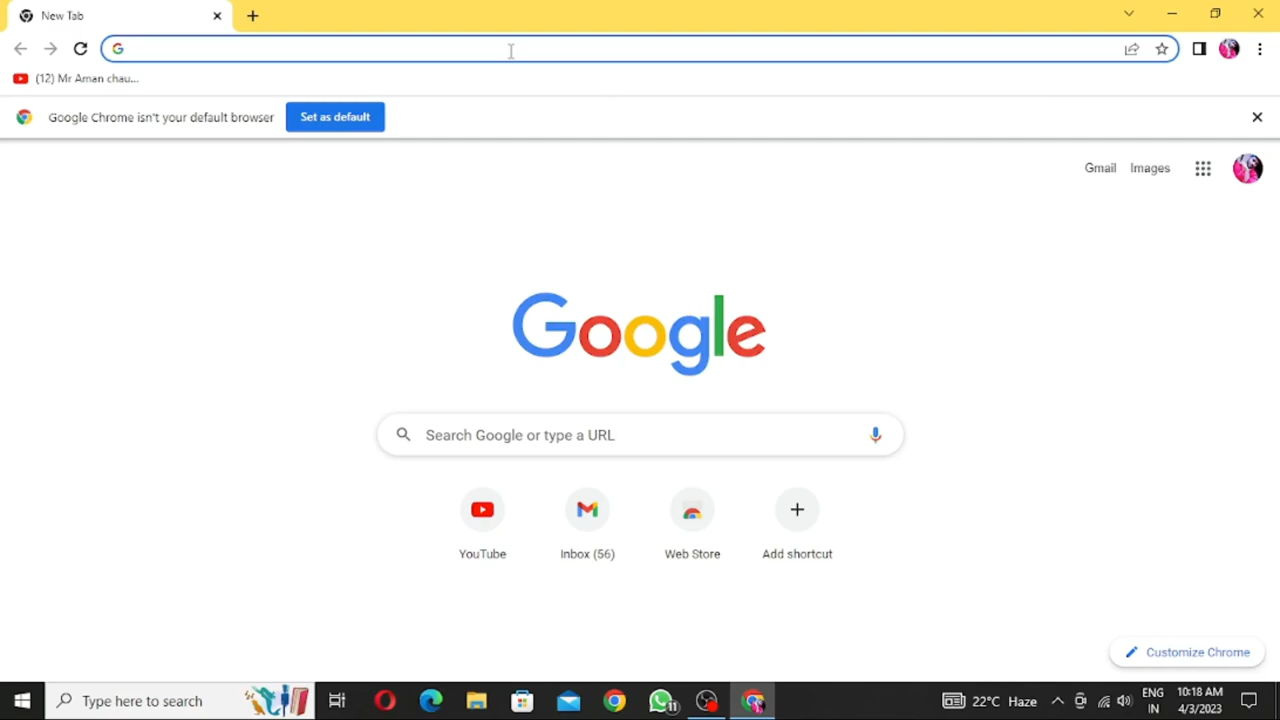 New Tab
(12) Mr Aman chau...
Google Chrome isn't your default browser
Set as default
Gmail
Images
Google
Search Google or type a URL
YouTube
Inbox (56)
Web Store
Add shortcut
Customize Chrome
Type here to search
11
22°C Haze
ENG
IN
10:18 AM
4/3/2023